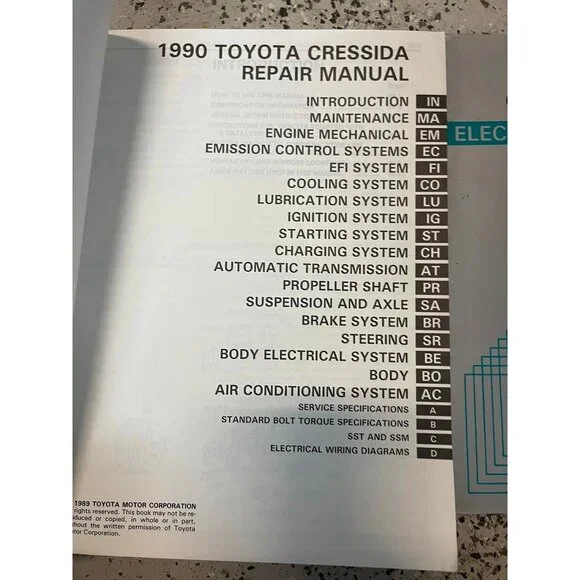 1990 TOYOTA CRESSIDA
REPAIR MANUAL
INTRODUCTION IN
MAINTENANCE MA
ENGINE MECHANICAL EM
EMISSION CONTROL SYSTEMS EC
EFI SYSTEM FI
COOLING SYSTEM CO
LUBRICATION SYSTEM LU
IGNITION SYSTEM IG
STARTING SYSTEM ST
CHARGING SYSTEM CH
AUTOMATIC TRANSMISSION AT
PROPELLER SHAFT PR
SUSPENSION AND AXLE SA
BRAKE SYSTEM BR
STEERING SR
BODY ELECTRICAL SYSTEM BE
BODY BO
AIR CONDITIONING SYSTEM AC
SERVICE SPECIFICATIONS A
STANDARD BOLT TORQUE SPECIFICATIONS B
SST AND SSM C
ELECTRICAL WIRING DIAGRAMS D
1989 TOYOTA MOTOR CORPORATION
rights reserved. This book may not be re-
duced or copied, in whole or in part,
thout the written permission of Toyota
tor Corporation.
ELEC